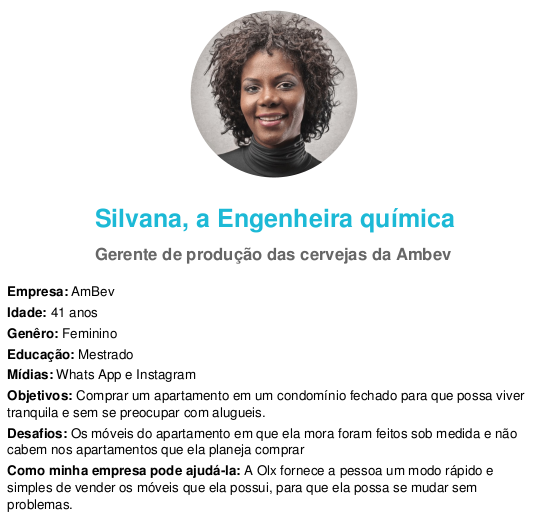 Silvana, a Engenheira química
Gerente de produção das cervejas da Ambev
Empresa: AmBev
Idade: 41 anos
Genêro: Feminino
Educação: Mestrado
Mídias: Whats App e Instagram
Objetivos: Comprar um apartamento em um condomínio fechado para que possa viver
tranquila e sem se preocupar com alugueis.
Desafios: Os móveis do apartamento em que ela mora foram feitos sob medida e não
cabem nos apartamentos que ela planeja comprar
Como minha empresa pode ajudá-la: A Olx fornece a pessoa um modo rápido e
simples de vender os móveis que ela possui, para que ela possa se mudar sem
problemas.